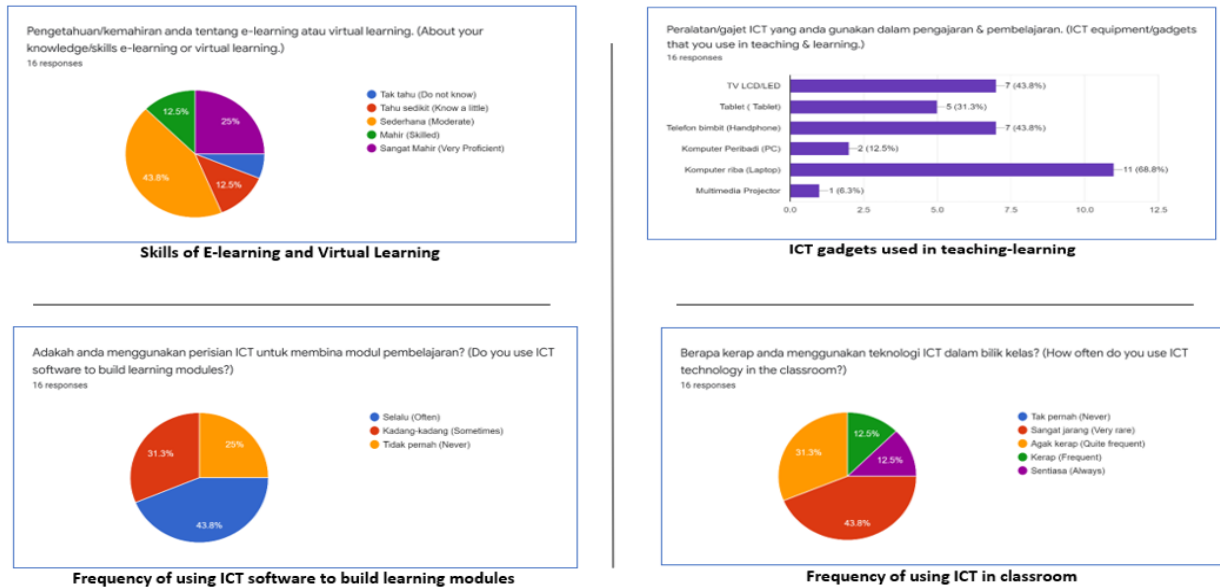 Pengetahuan/kemahiran anda tentang e-learning atau virtual learning. (About your
knowledge/skills e-learning or virtual learning.)
16 responses
12.5%
25%
43.8%
12.5%
Tak tahu (Do not know)
Tahu sedikit (Know a little)
Sederhana (Moderate)
Mahir (Skilled)
Sangat Mahir (Very Proficient)
Skills of E-learning and Virtual Learning
Peralatan/gajet ICT yang anda gunakan dalam pengajaran & pembelajaran. (ICT equipment/gadgets
that you use in teaching & learning.)
16 responses
TV LCD/LED
7 (43.8%)
Tablet ( Tablet)
5 (31.3%)
Telefon bimbit (Handphone)
7 (43.8%)
Komputer Peribadi (PC)
2 (12.5%)
Komputer riba (Laptop)
11 (68.8%)
Multimedia Projector
1 (6.3%)
0.0 2.5 5.0 7.5 10.0 12.5
ICT gadgets used in teaching-learning
Adakah anda menggunakan perisian ICT untuk membina modul pembelajaran? (Do you use ICT
software to build learning modules?)
16 responses
31.3%
25%
43.8%
Selalu (Often)
Kadang-kadang (Sometimes)
Tidak pernah (Never)
Frequency of using ICT software to build learning modules
Berapa kerap anda menggunakan teknologi ICT dalam bilik kelas? (How often do you use ICT
technology in the classroom?)
16 responses
12.5%
31.3%
12.5%
43.8%
Tak pernah (Never)
Sangat jarang (Very rare)
Agak kerap (Quite frequent)
Kerap (Frequent)
Sentiasa (Always)
Frequency of using ICT in classroom